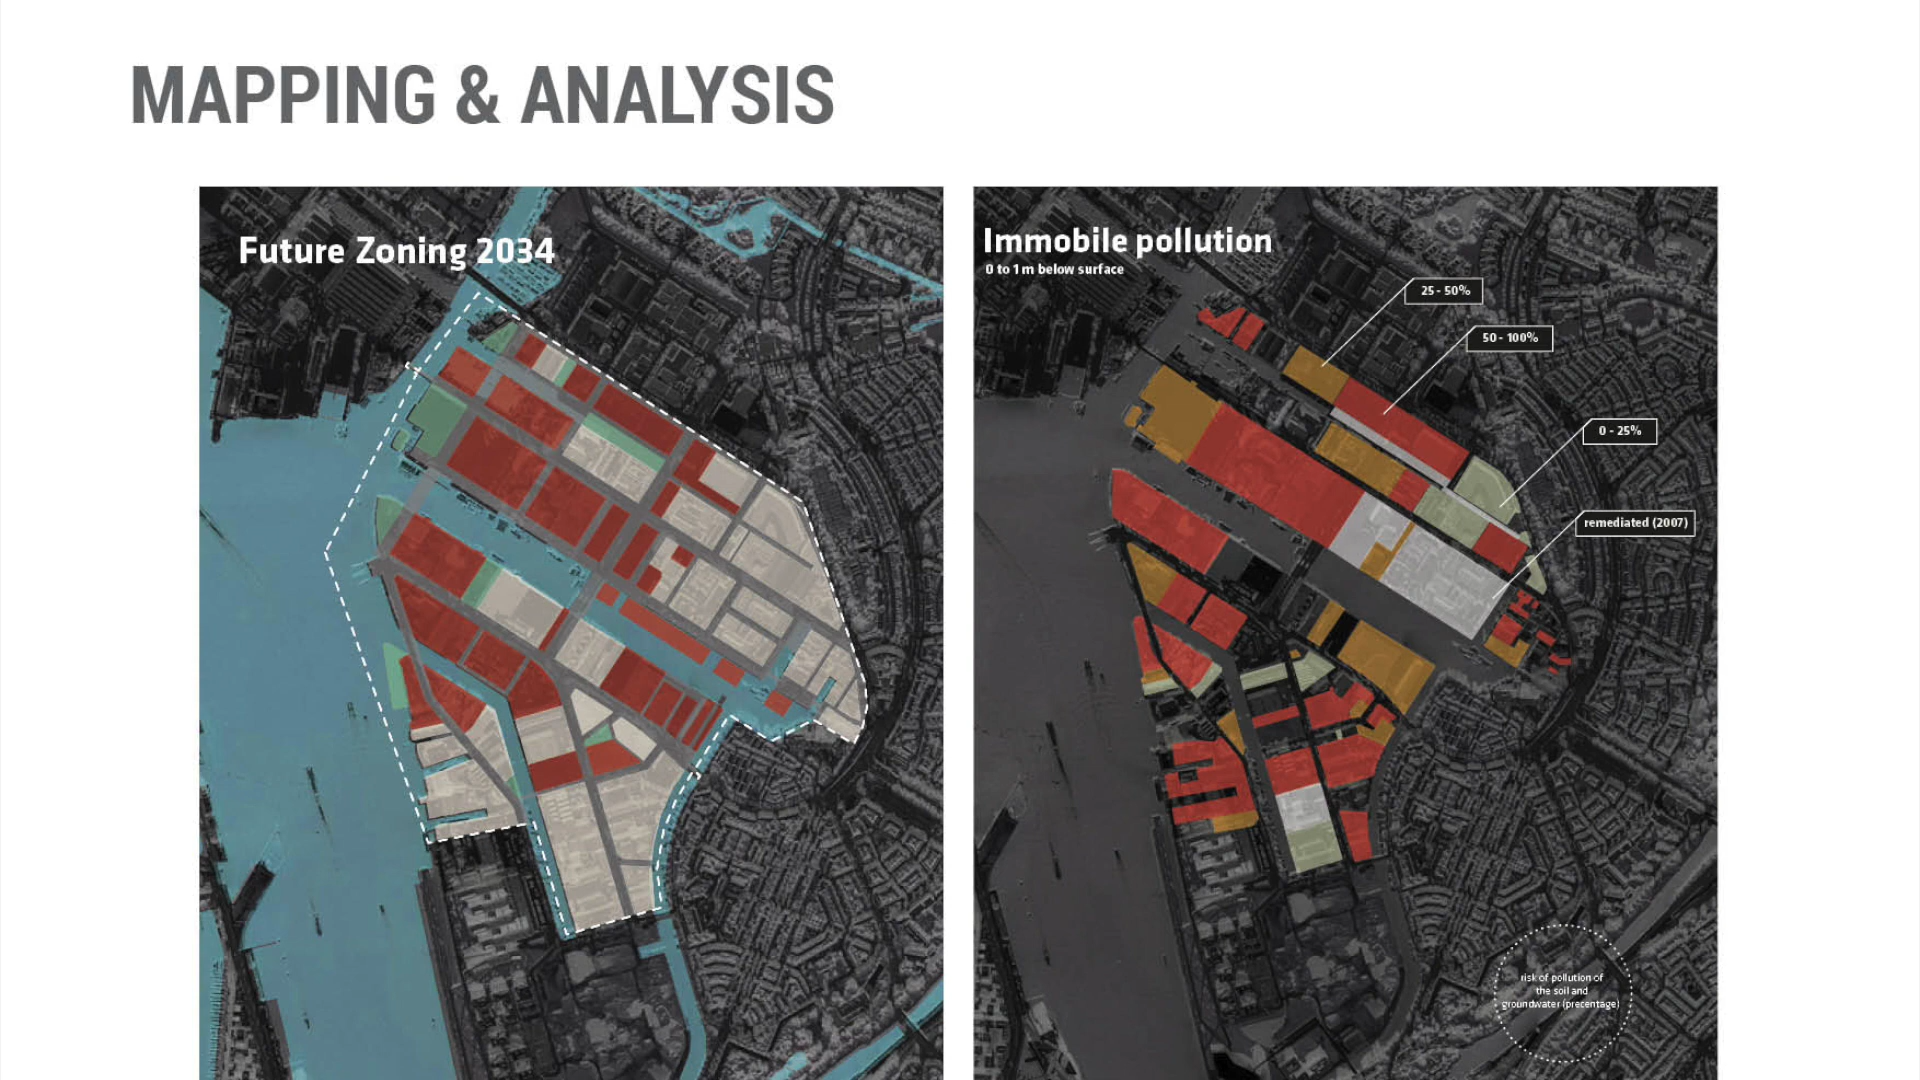 MAPPING & ANALYSIS
Future Zoning 2034
Immobile pollution
0 to 1 m below surface
25 - 50%
50 - 100%
0 - 25%
remediated (2007)
risk of pollution of
the soil and
groundwater (precentage)